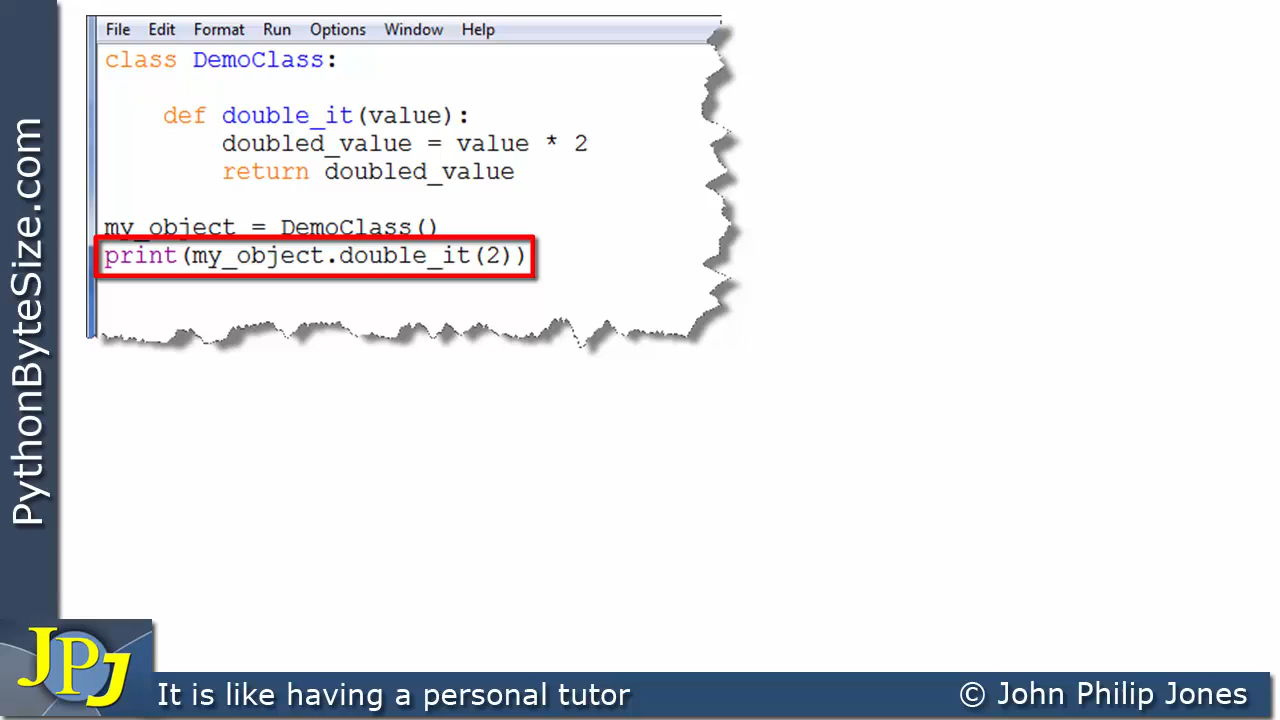 File Edit Format Run Options Window Help
class DemoClass:
def double_it(value):
doubled_value = value * 2
return doubled_value
my_object = DemoClass()
print(my_object.double_it(2))
PythonByteSize.com
JPJ
It is like having a personal tutor
© John Philip Jones